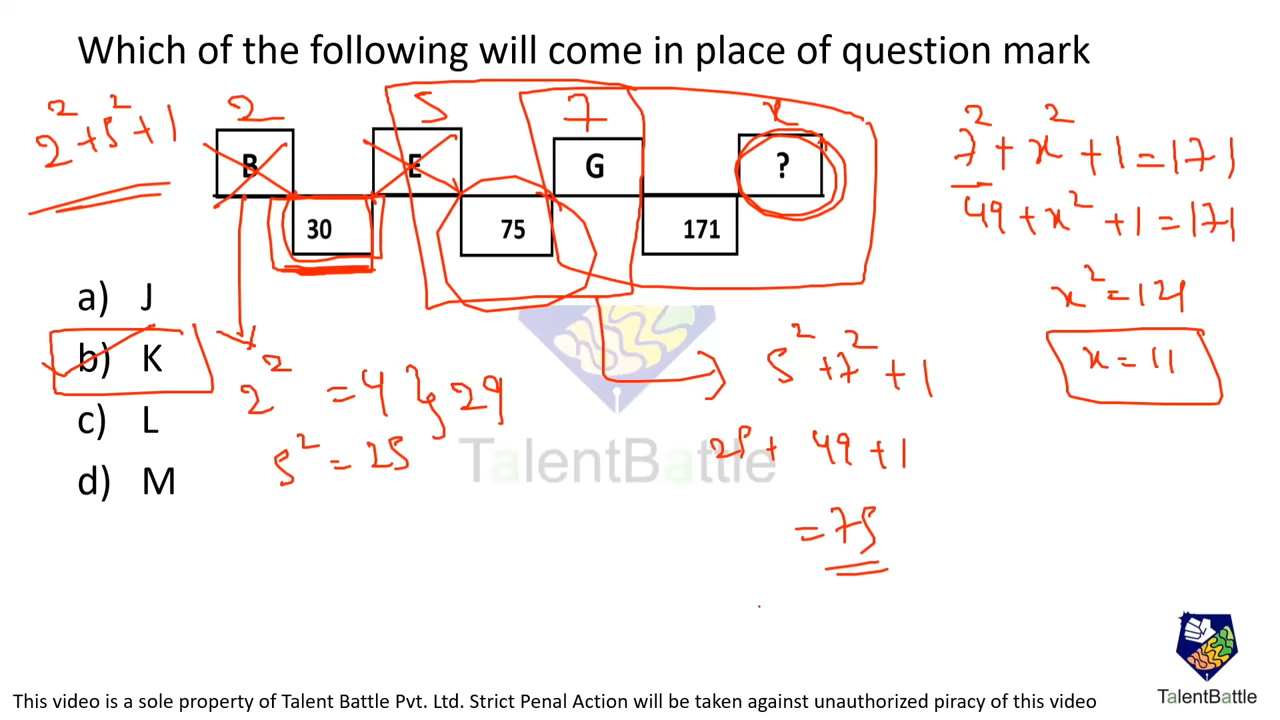 Which of the following will come in place of question mark
2² + 5² + 1
2 5 7 x
B E G ?
30 75 171
7² + x² + 1 = 171
49 + x² + 1 = 171
x² = 121
x = 11
a) J
b) K
c) L
d) M
2² = 4 } 29
5² = 25
5² + 7² + 1
25 + 49 + 1
= 75
TalentBattle
TalentBattle
This video is a sole property of Talent Battle Pvt. Ltd. Strict Penal Action will be taken against unauthorized piracy of this video